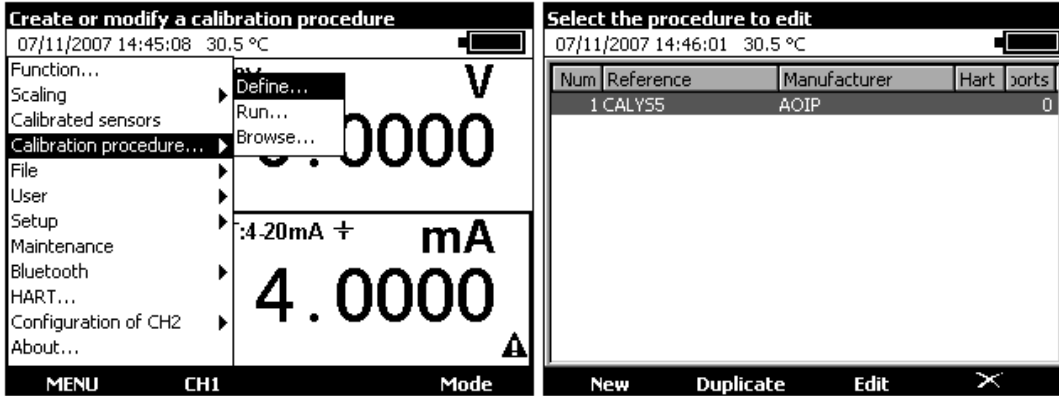 Create or modify a calibration procedure
07/11/2007 14:45:08 30.5 °C
Function...
Scaling
Calibrated sensors
Calibration procedure...
File
User
Setup
Maintenance
Bluetooth
HART...
Configuration of CH2
About...
Define...
Run...
Browse...
V
.0000
:4-20mA
mA
4.0000
MENU CH1 Mode
Select the procedure to edit
07/11/2007 14:46:01 30.5 °C
Num Reference Manufacturer Hart ports
1 CALYS5 AOIP 0
New Duplicate Edit